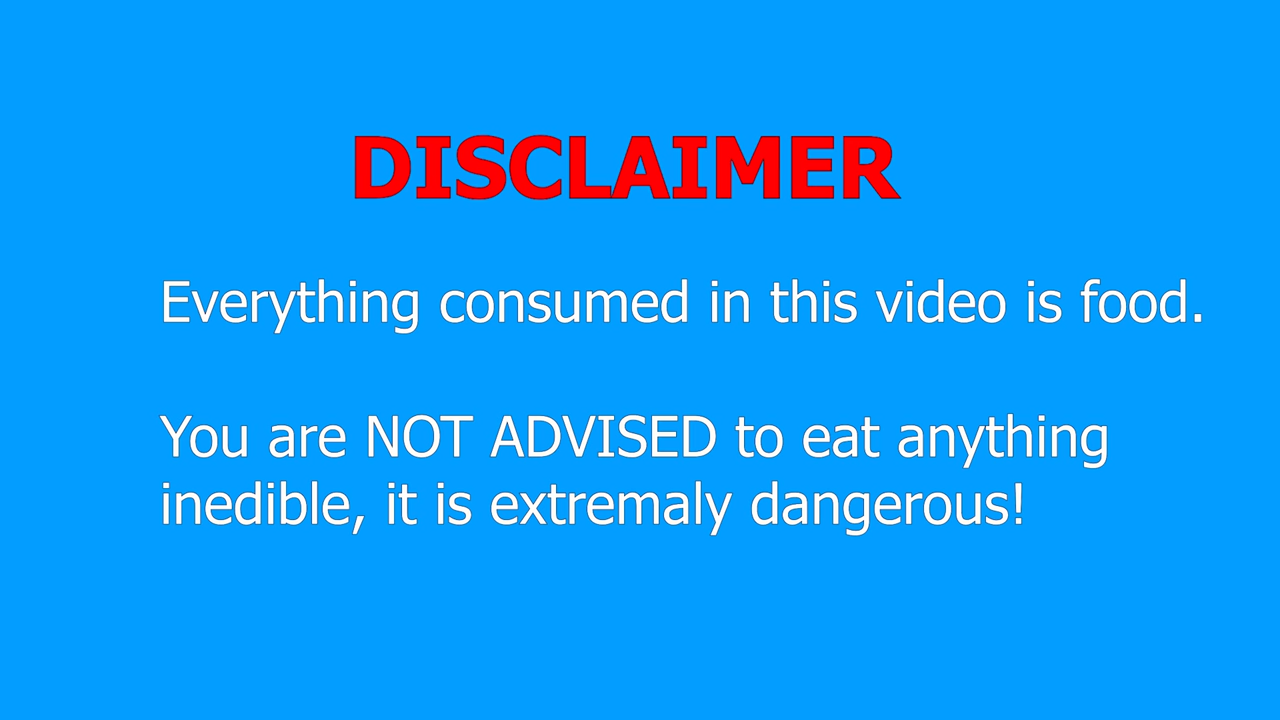 DISCLAIMER
Everything consumed in this video is food.
You are NOT ADVISED to eat anything
inedible, it is extremaly dangerous!